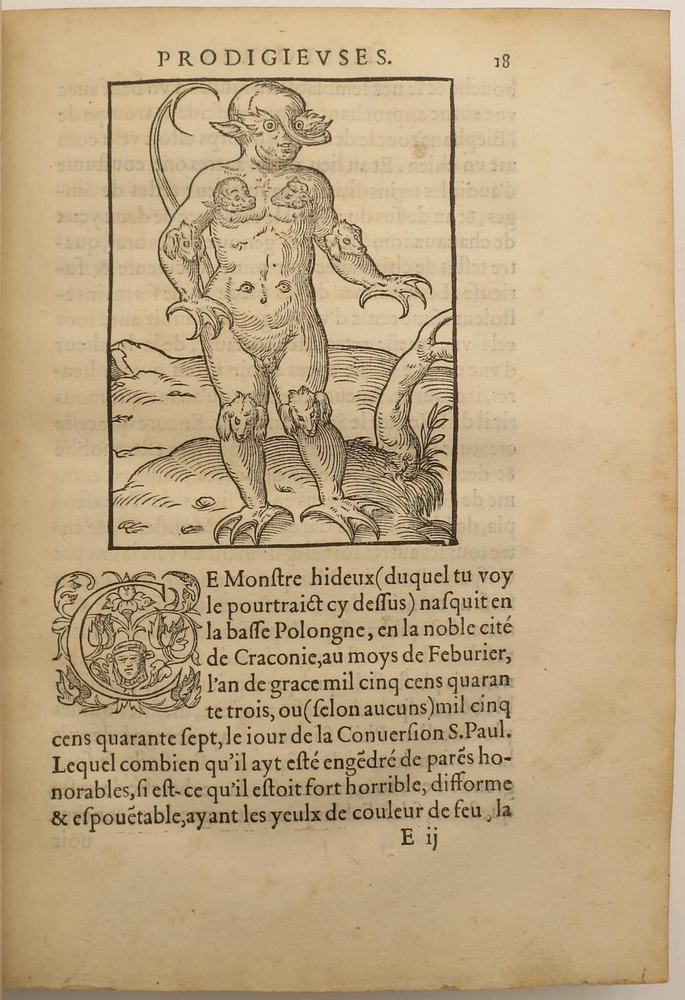 PRODIGIEVSES. 18
CE Monſtre hideux(duquel tu voy
le pourtraict cy deſſus) naſquit en
la baſſe Polongne, en la noble cité
de Craconie,au moys de Feburier,
l'an de grace mil cinq cens quaran
te trois, ou(ſelon aucuns)mil cinq
cens quarante ſept,le iour de la Conuerſion S.Paul.
Lequel combien qu'il ayt eſté engẽdré de parẽs ho-
norables,ſi eſt-ce qu'il eſtoit fort horrible, difforme
& eſpouẽtable,ayant les yeulx de couleur de feu, la
E ij